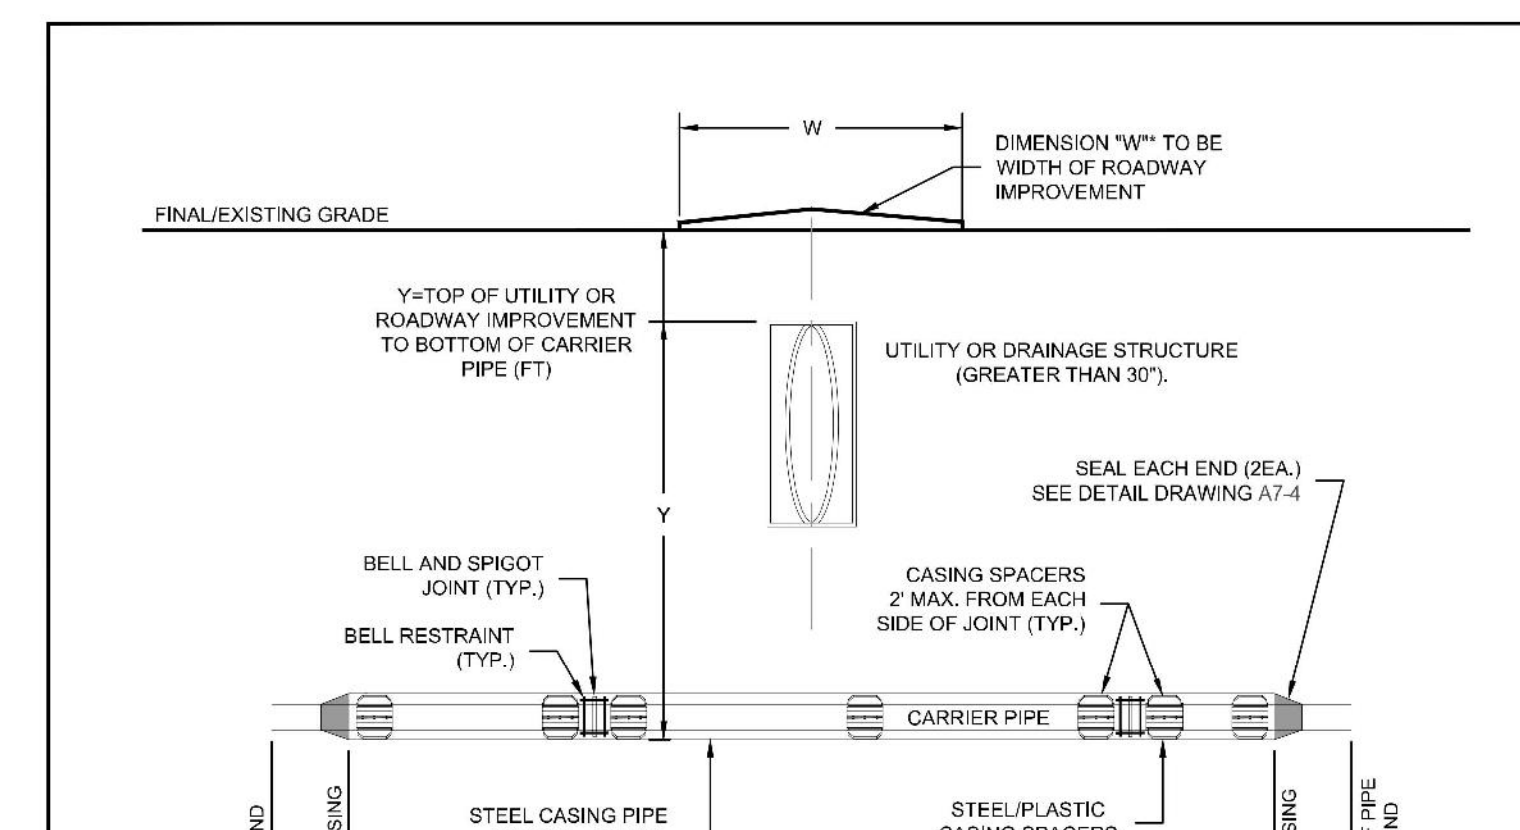 W
DIMENSION "W"* TO BE
WIDTH OF ROADWAY
IMPROVEMENT
FINAL/EXISTING GRADE
Y=TOP OF UTILITY OR
ROADWAY IMPROVEMENT
TO BOTTOM OF CARRIER
PIPE (FT)
UTILITY OR DRAINAGE STRUCTURE
(GREATER THAN 30").
SEAL EACH END (2EA.)
SEE DETAIL DRAWING A7-4
Y
BELL AND SPIGOT
JOINT (TYP.)
CASING SPACERS
2' MAX. FROM EACH
SIDE OF JOINT (TYP.)
BELL RESTRAINT
(TYP.)
CARRIER PIPE
STEEL CASING PIPE
STEEL/PLASTIC
CASING SPACERS
PIPE